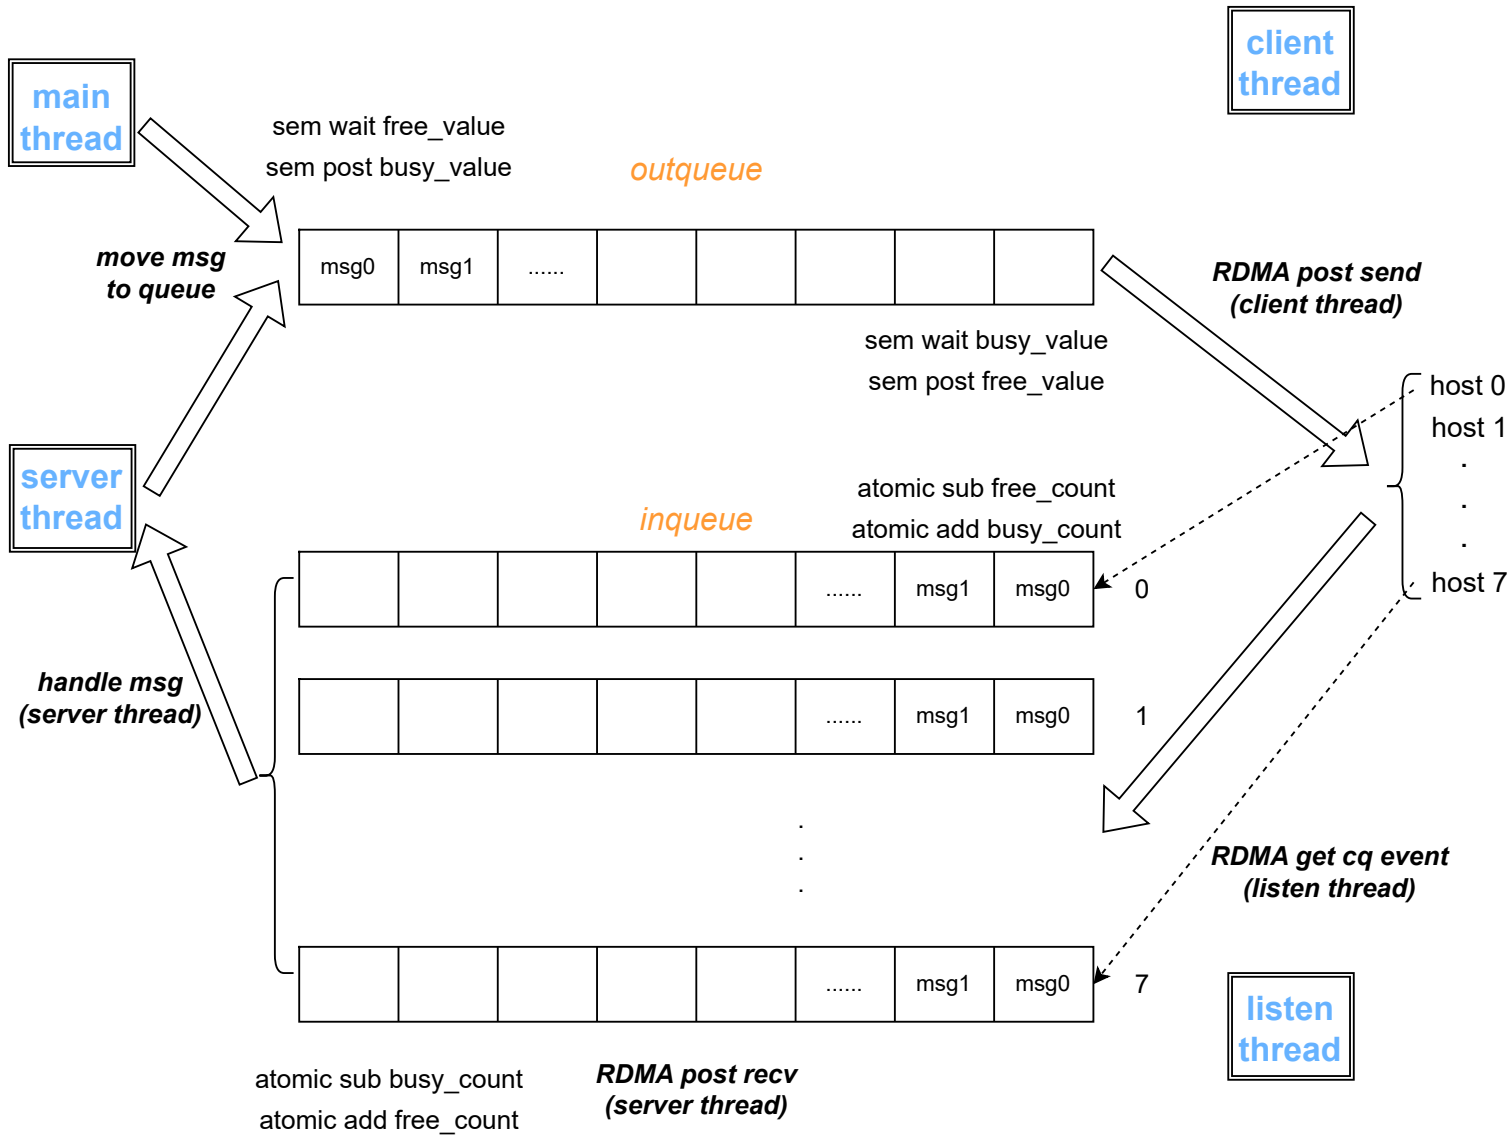 client
thread
main
thread
sem wait free_value
sem post busy_value
outqueue
move msg
to queue
msg0
msg1
......
RDMA post send
(client thread)
sem wait busy_value
sem post free_value
host 0
host 1
.
.
.
host 7
server
thread
inqueue
atomic sub free_count
atomic add busy_count
......
msg1
msg0
0
handle msg
(server thread)
......
msg1
msg0
1
.
.
.
RDMA get cq event
(listen thread)
......
msg1
msg0
7
listen
thread
atomic sub busy_count
atomic add free_count
RDMA post recv
(server thread)